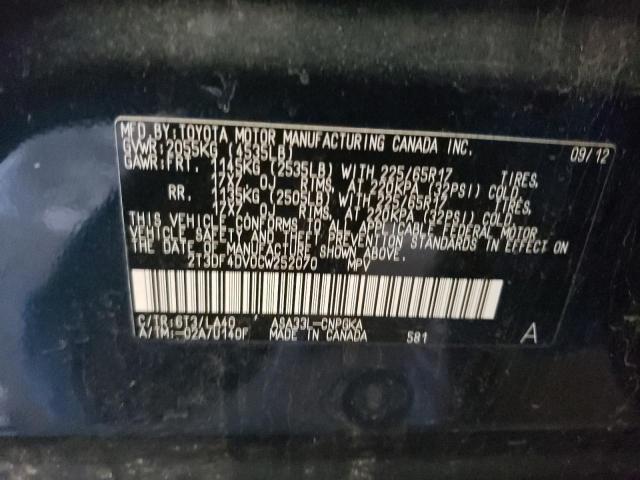 MFD. BY: TOYOTA MOTOR MANUFACTURING CANADA INC.
09/12
GVWR: 2055KG (4535LB)
GAWR: FRT. 1145KG (2535LB) WITH 225/65R17 TIRES,
17X7.0J RIMS, AT 220KPA (32PSI) COLD
RR. 1135KG (2505LB) WITH 225/65R17 TIRES,
17X7.0J RIMS, AT 220KPA (32PSI) COLD
THIS VEHICLE CONFORMS TO ALL APPLICABLE FEDERAL MOTOR
VEHICLE SAFETY AND THEFT PREVENTION STANDARDS IN EFFECT ON
THE DATE OF MANUFACTURE SHOWN ABOVE.
2T3DF4DV0CW252070 MPV
C/TR: 8T3/LA40 ASA33L-CNPGKA
A/TM: -02A/U140F MADE IN CANADA 581 A